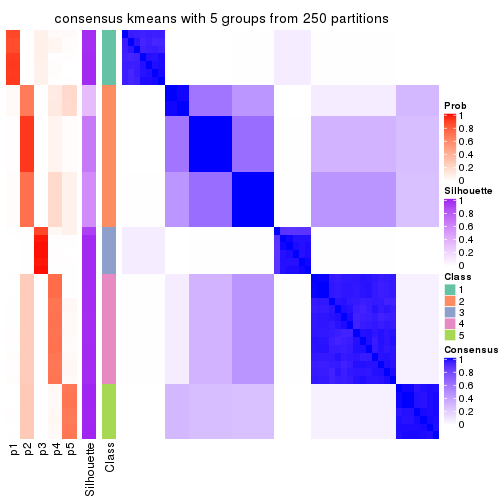 consensus kmeans with 5 groups from 250 partitions
Prob
1
0.8
0.6
0.4
0.2
0
Silhouette
1
0.8
0.6
0.4
0.2
0
Class
1
2
3
4
5
Consensus
1
0.8
0.6
0.4
0.2
0
p1
p2
p3
p4
p5
Silhouette
Class